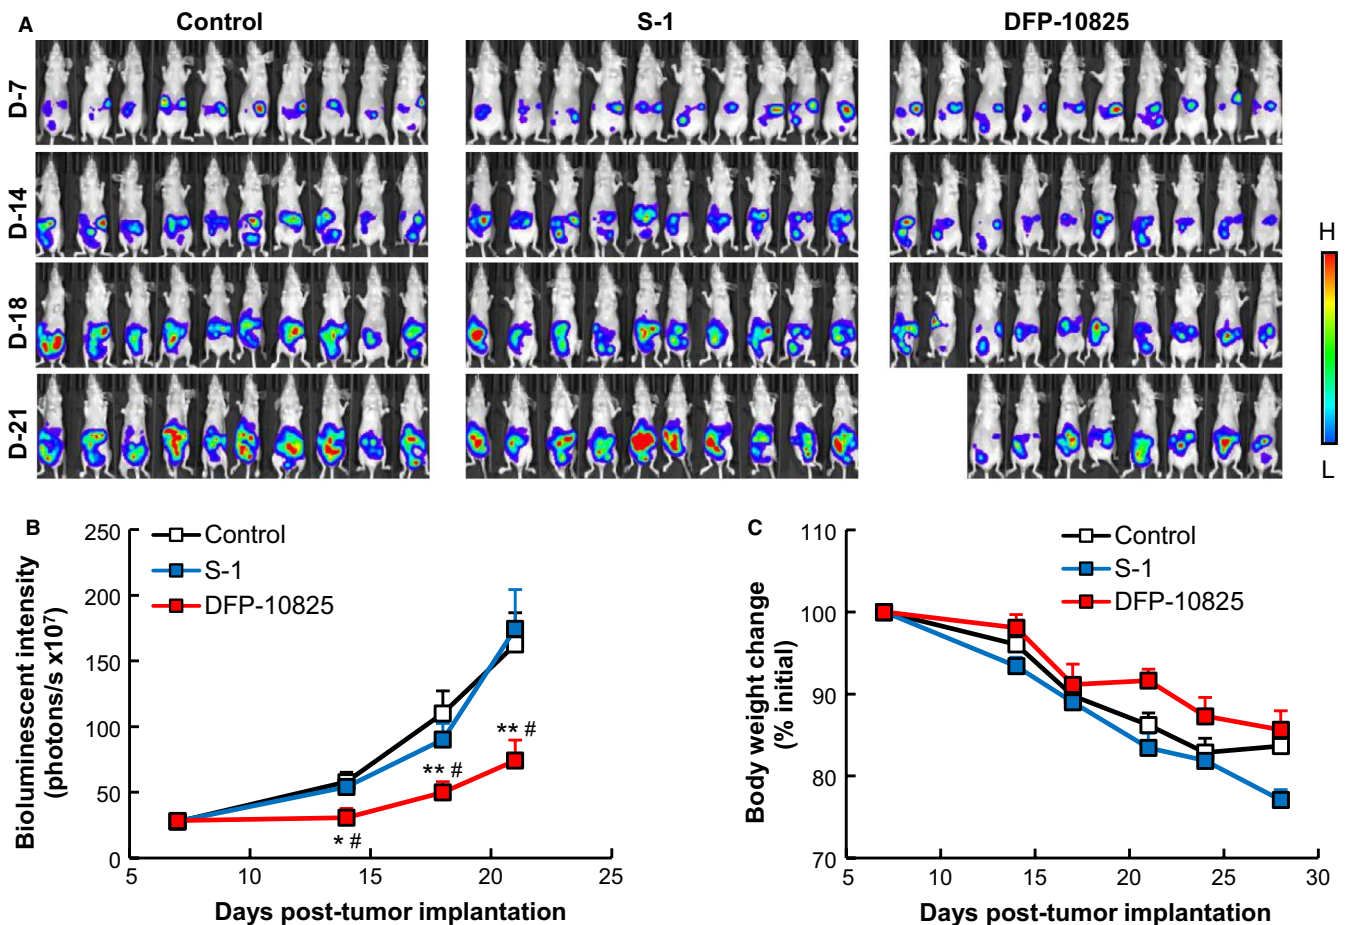 A
Control
S-1
DFP-10825
D-7
D-14
D-18
D-21
H
L
B
250
200
150
100
50
0
5
10
15
20
25
Bioluminescent intensity
(photons/s x10⁷)
Days post-tumor implantation
Control
S-1
DFP-10825
* #
** #
** #
C
110
100
90
80
70
5
10
15
20
25
30
Body weight change
(% initial)
Days post-tumor implantation
Control
S-1
DFP-10825